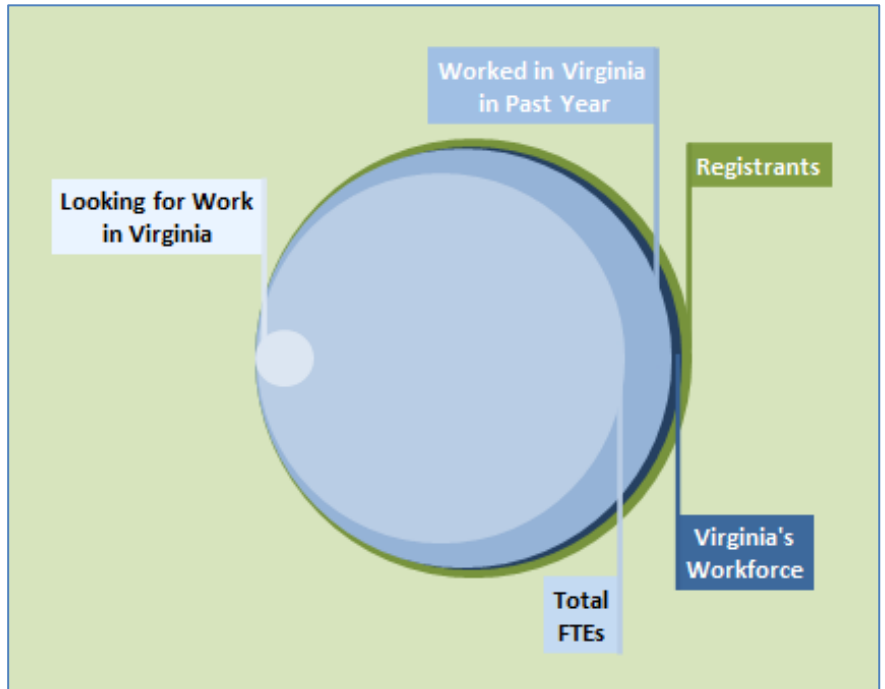 Worked in Virginia
in Past Year
Registrants
Looking for Work
in Virginia
Virginia's
Workforce
Total
FTEs